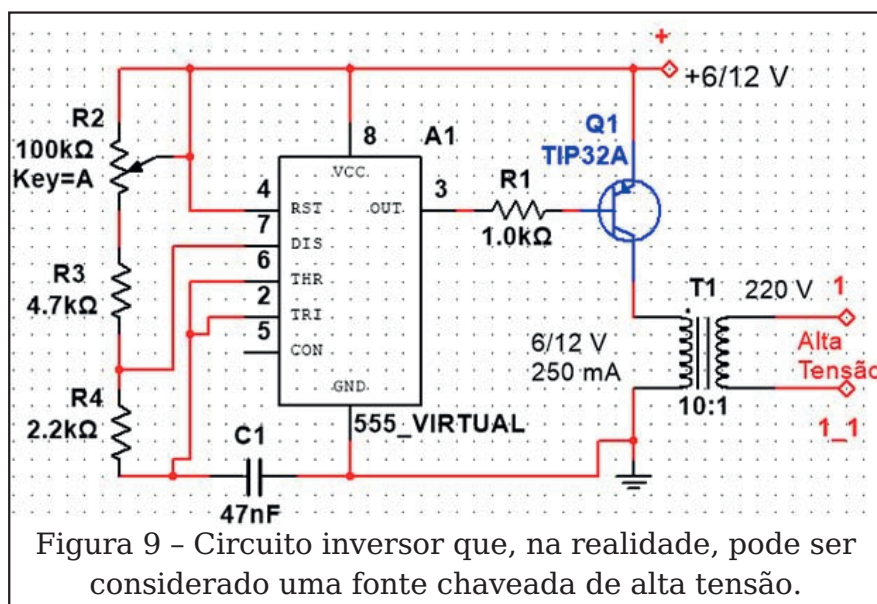 +
+6/12 V
R2
100kΩ
Key=A
8
A1
Q1
TIP32A
VCC
4
RST
OUT
3
R1
1.0kΩ
7
DIS
6
THR
2
TRI
5
CON
GND
R3
4.7kΩ
R4
2.2kΩ
C1
47nF
555_VIRTUAL
T1
220 V
1
6/12 V
250 mA
Alta
Tensão
10:1
1_1
Figura 9 – Circuito inversor que, na realidade, pode ser
considerado uma fonte chaveada de alta tensão.